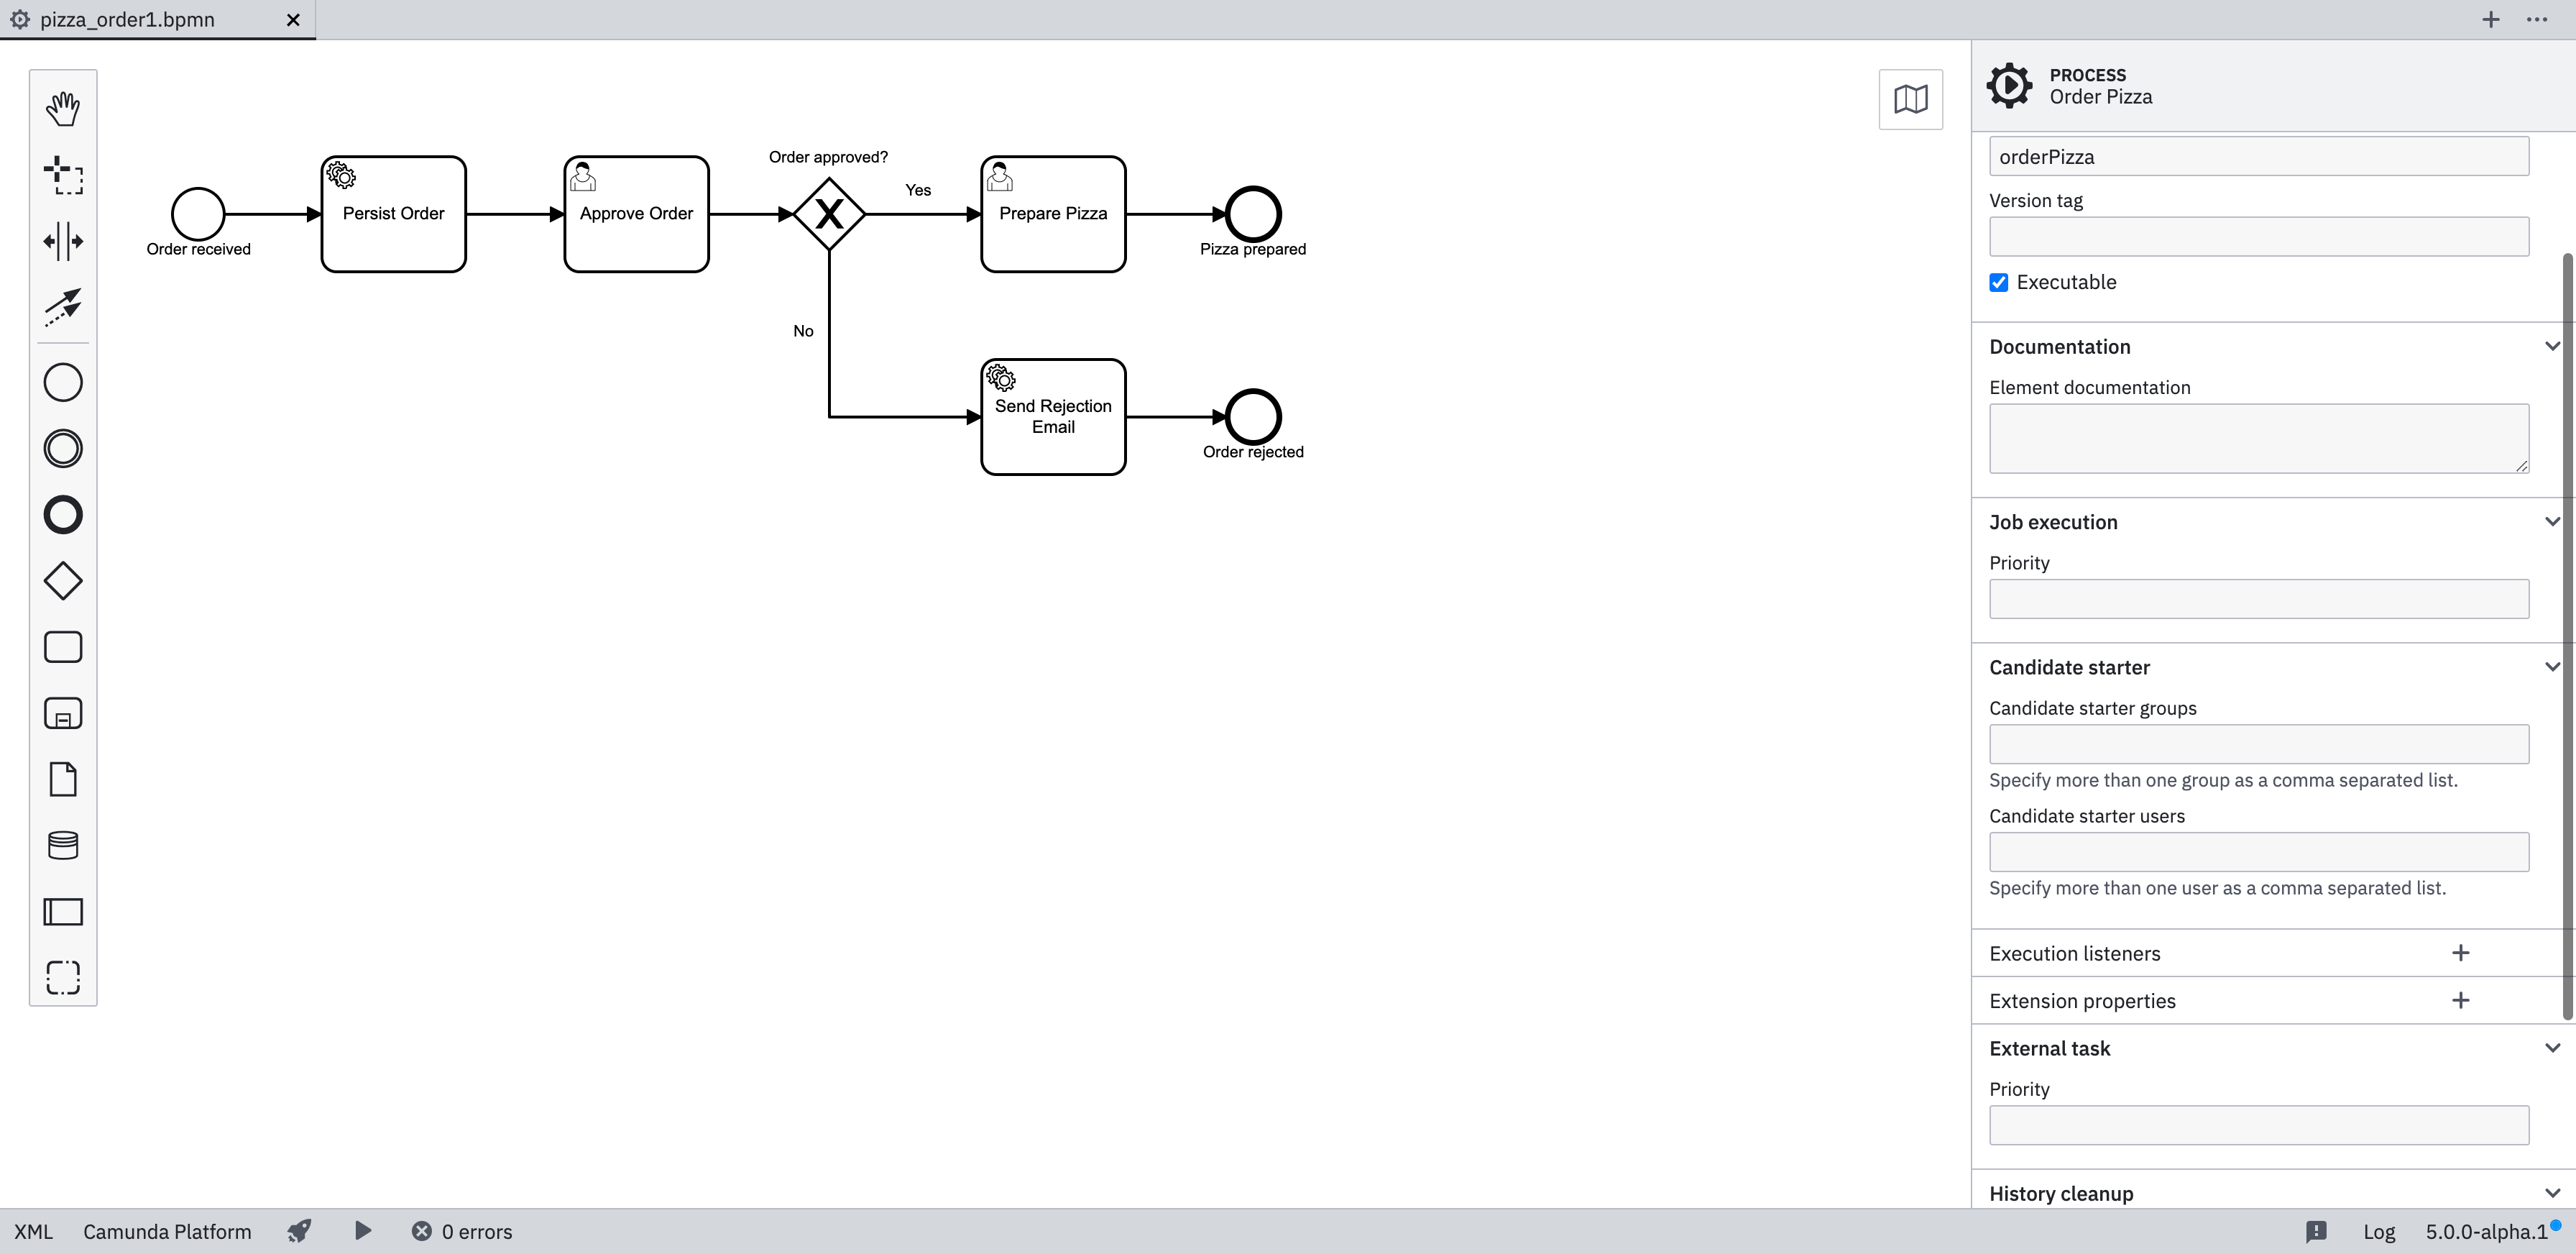 pizza_order1.bpmn
Order approved?
Persist Order
Approve Order
Yes
Prepare Pizza
Order received
Pizza prepared
No
Send Rejection
Email
Order rejected
PROCESS
Order Pizza
orderPizza
Version tag
Executable
Documentation
Element documentation
Job execution
Priority
Candidate starter
Candidate starter groups
Specify more than one group as a comma separated list.
Candidate starter users
Specify more than one user as a comma separated list.
Execution listeners
Extension properties
External task
Priority
History cleanup
XML Camunda Platform 0 errors Log 5.0.0-alpha.1